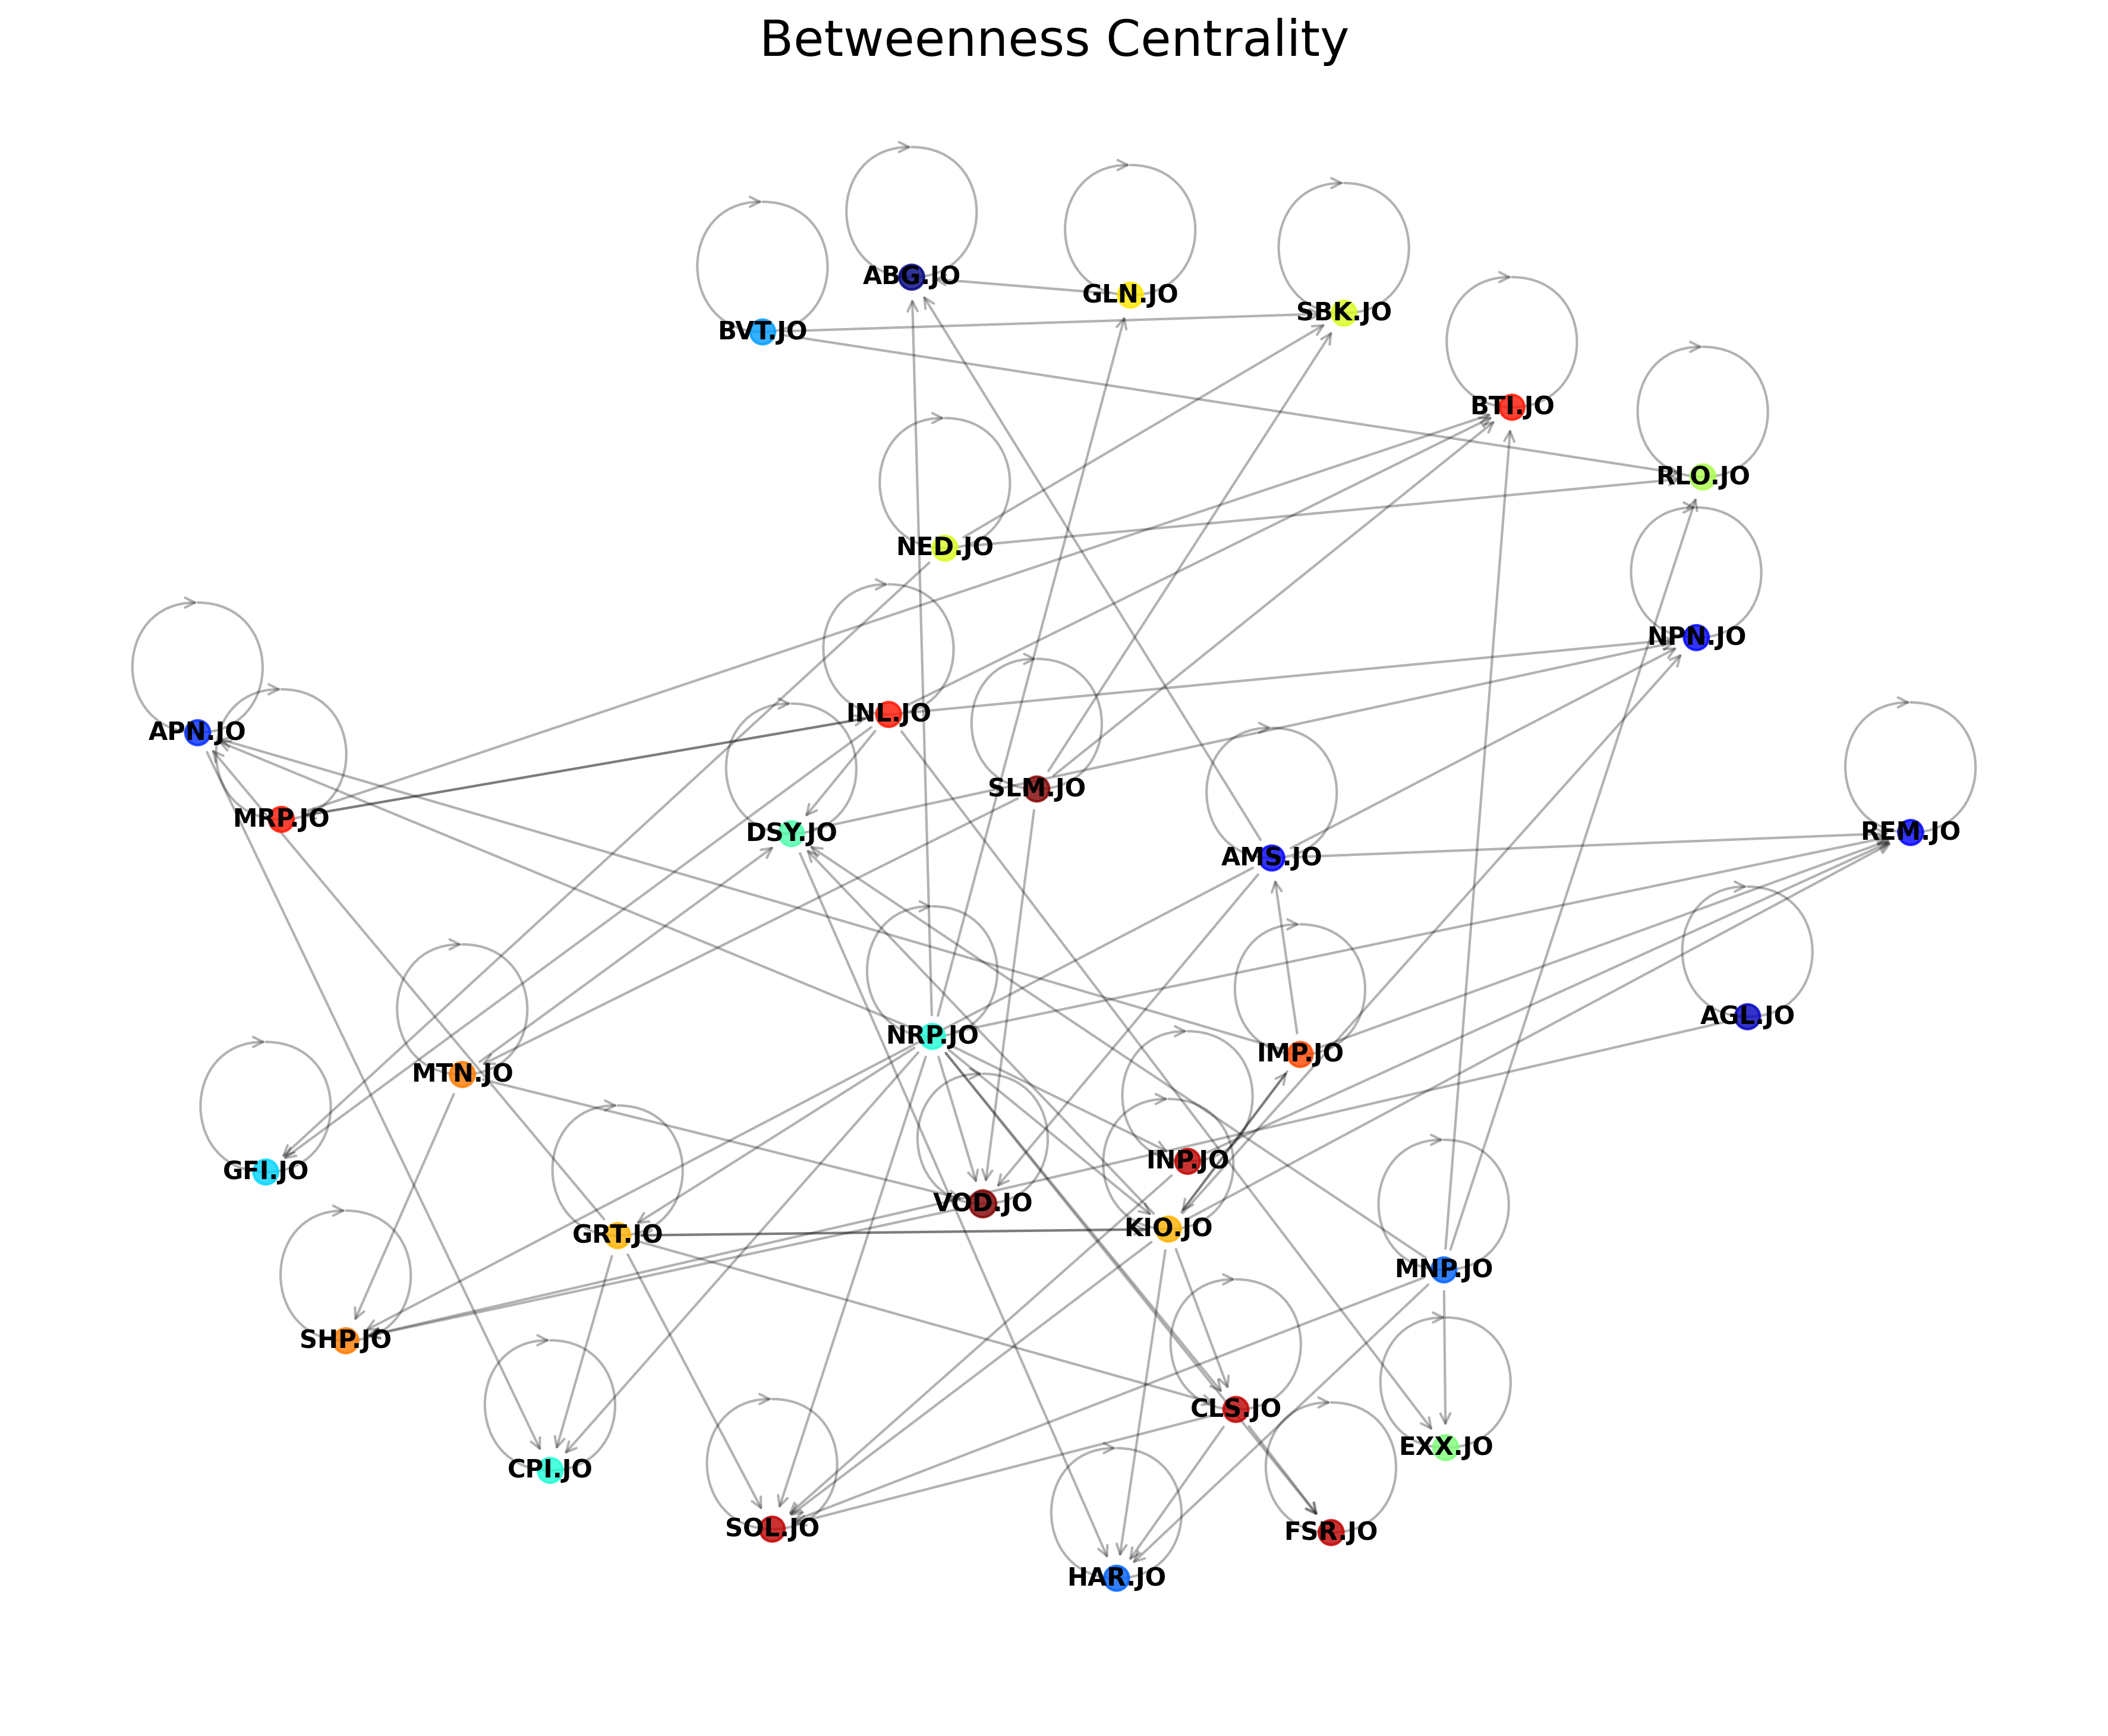 Betweenness Centrality
ABG.JO
GLN.JO
SBK.JO
BVT.JO
BTI.JO
RLO.JO
NED.JO
NPN.JO
INL.JO
APN.JO
SLM.JO
MRP.JO
DSY.JO
REM.JO
AMS.JO
AGL.JO
NRP.JO
IMP.JO
MTN.JO
INP.JO
GFI.JO
VOD.JO
KIO.JO
GRT.JO
MNP.JO
SHP.JO
CLS.JO
EXX.JO
CPI.JO
SOL.JO
FSR.JO
HAR.JO